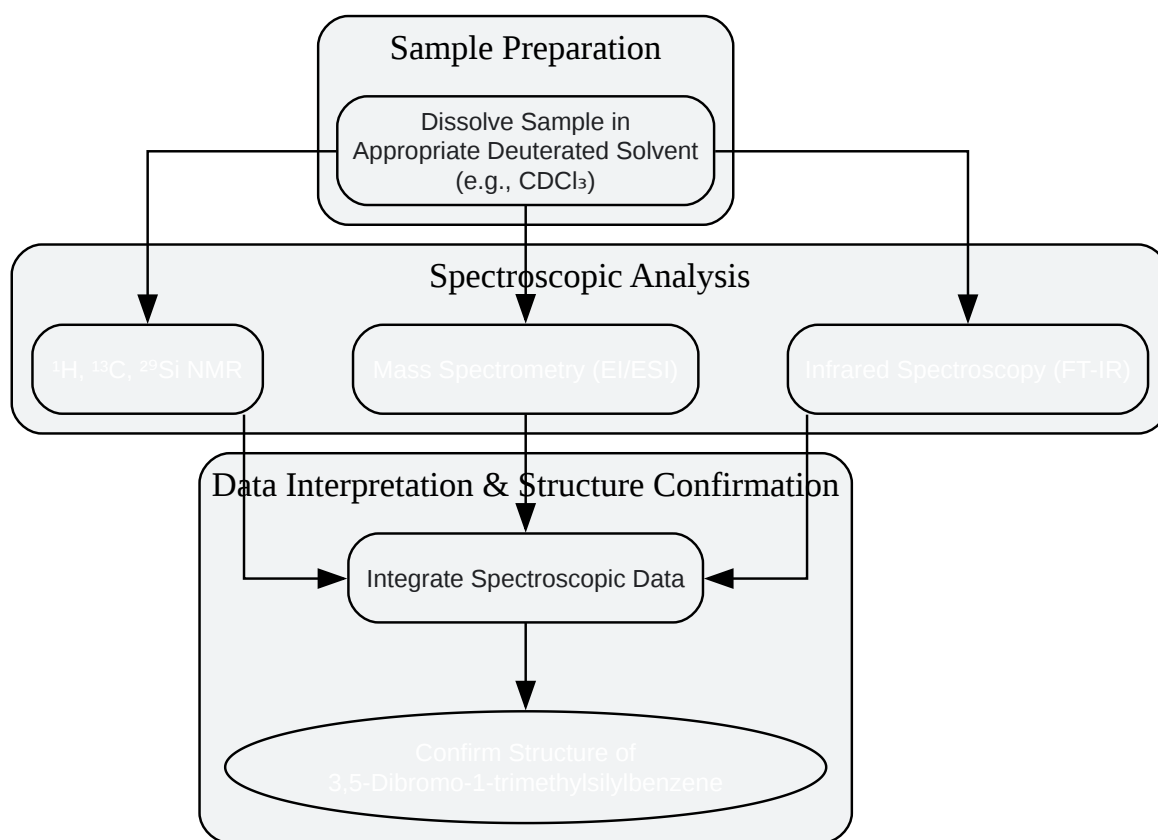 Sample Preparation
Dissolve Sample in
Appropriate Deuterated Solvent
(e.g., CDCl₃)
Spectroscopic Analysis
¹H, ¹³C, ²⁹Si NMR
Mass Spectrometry (EI/ESI)
Infrared Spectroscopy (FT-IR)
Data Interpretation & Structure Confirmation
Integrate Spectroscopic Data
Confirm Structure of
3,5-Dibromo-1-trimethylsilylbenzene